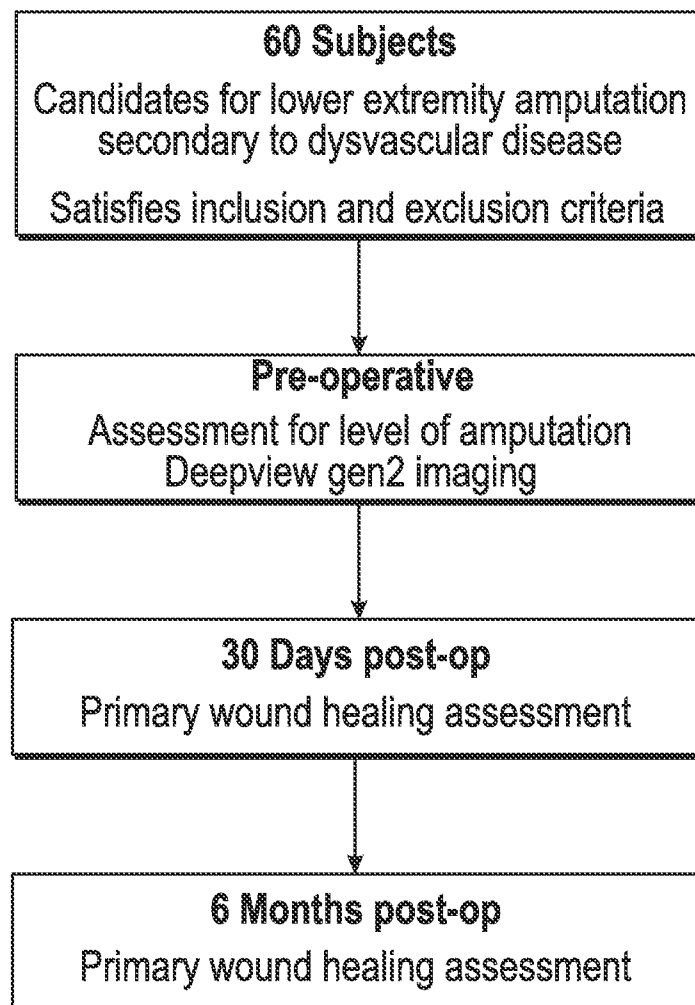 60 Subjects
Candidates for lower extremity amputation
secondary to dysvascular disease
Satisfies inclusion and exclusion criteria
Pre-operative
Assessment for level of amputation
Deepview gen2 imaging
30 Days post-op
Primary wound healing assessment
6 Months post-op
Primary wound healing assessment